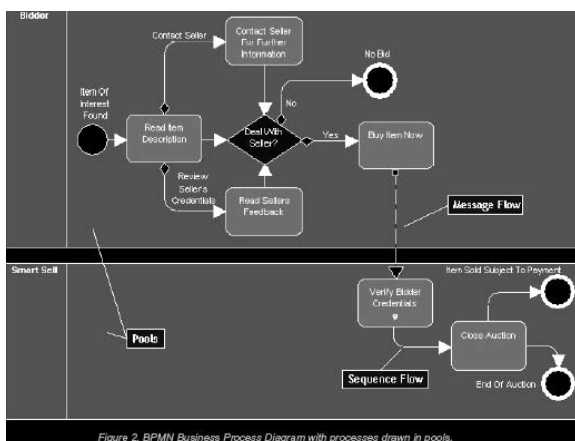 Bidder
Contact Seller
Contact Seller
For Further
Information
No Bid
Item Of
Interest
Found
No
Read Item
Description
Deal With
Seller?
Yes
Buy Item Now
Review
Seller's
Credentials
Read Sellers
Feedback
Message Flow
Smart Sell
Item Sold Subject To Payment
Verify Bidder
Credentials
Pools
Close Auction
Sequence Flow
End Of Auction
Figure 2. BPMN Business Process Diagram with processes drawn in pools.